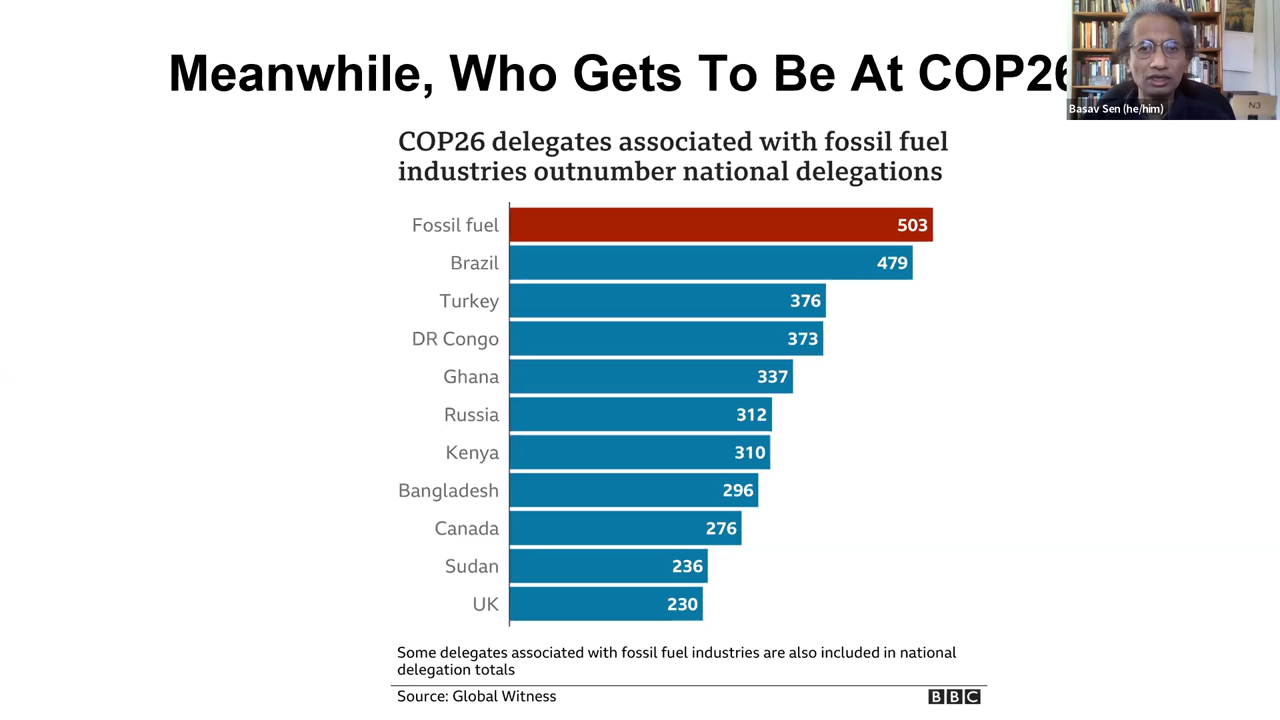 Meanwhile, Who Gets To Be At COP26
Basav Sen (he/him)
N3
COP26 delegates associated with fossil fuel
industries outnumber national delegations
Fossil fuel 503
Brazil 479
Turkey 376
DR Congo 373
Ghana 337
Russia 312
Kenya 310
Bangladesh 296
Canada 276
Sudan 236
UK 230
Some delegates associated with fossil fuel industries are also included in national
delegation totals
Source: Global Witness
BBC